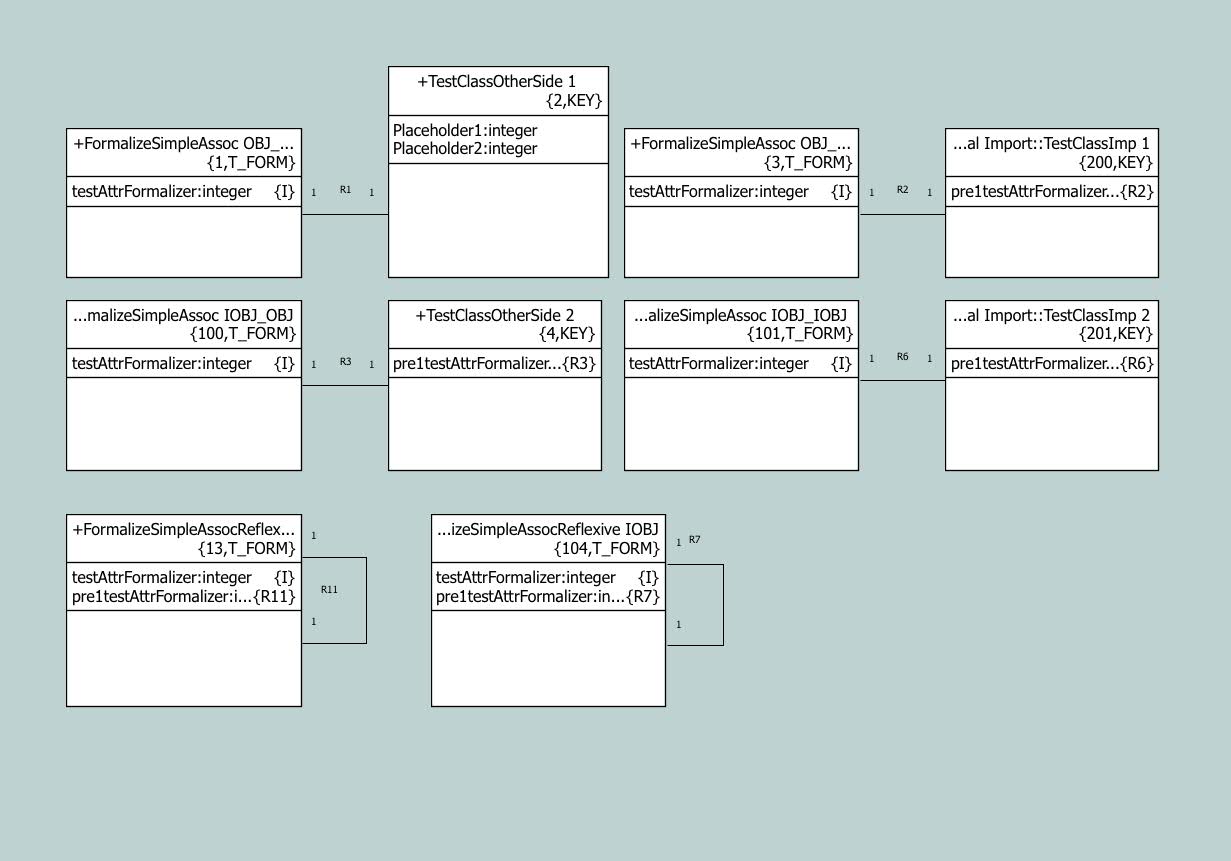 +TestClassOtherSide 1
{2,KEY}
Placeholder1:integer
Placeholder2:integer
+FormalizeSimpleAssoc OBJ_...
{1,T_FORM}
testAttrFormalizer:integer {I}
1 R1 1
+FormalizeSimpleAssoc OBJ_...
{3,T_FORM}
testAttrFormalizer:integer {I}
1 R2 1
...al Import::TestClassImp 1
{200,KEY}
pre1testAttrFormalizer...{R2}
...malizeSimpleAssoc IOBJ_OBJ
{100,T_FORM}
testAttrFormalizer:integer {I}
1 R3 1
+TestClassOtherSide 2
{4,KEY}
pre1testAttrFormalizer...{R3}
...alizeSimpleAssoc IOBJ_IOBJ
{101,T_FORM}
testAttrFormalizer:integer {I}
1 R6 1
...al Import::TestClassImp 2
{201,KEY}
pre1testAttrFormalizer...{R6}
+FormalizeSimpleAssocReflex...
{13,T_FORM}
testAttrFormalizer:integer {I}
pre1testAttrFormalizer:i...{R11}
1
R11
1
...izeSimpleAssocReflexive IOBJ
{104,T_FORM}
testAttrFormalizer:integer {I}
pre1testAttrFormalizer:in...{R7}
1 R7
1